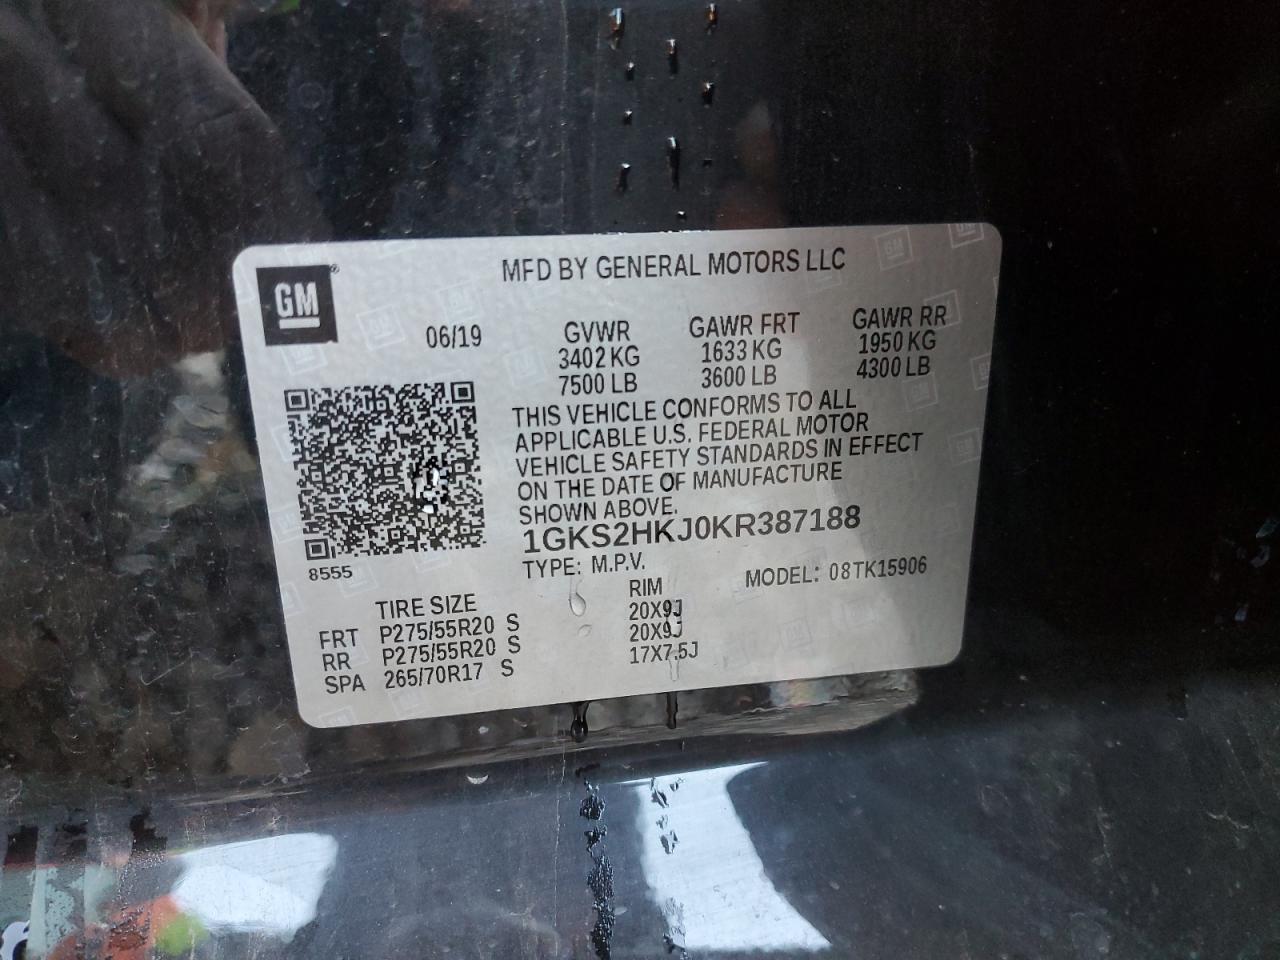 MFD BY GENERAL MOTORS LLC
GM
06/19 GVWR GAWR FRT GAWR RR
3402 KG 1633 KG 1950 KG
7500 LB 3600 LB 4300 LB
THIS VEHICLE CONFORMS TO ALL
APPLICABLE U.S. FEDERAL MOTOR
VEHICLE SAFETY STANDARDS IN EFFECT
ON THE DATE OF MANUFACTURE
SHOWN ABOVE.
1GKS2HKJ0KR387188
8555
TYPE: M.P.V. MODEL: 08TK15906
TIRE SIZE RIM
FRT P275/55R20 S 20X9J
RR P275/55R20 S 20X9J
SPA 265/70R17 S 17X7.5J